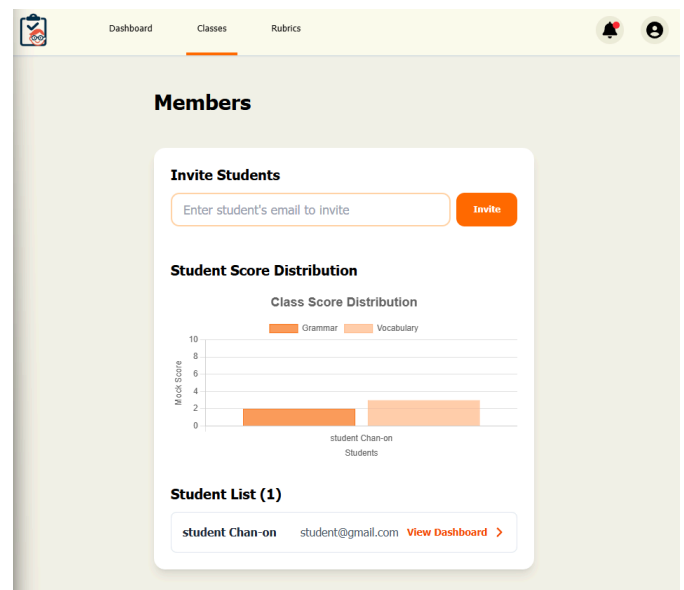 Dashboard Classes Rubrics
Members
Invite Students
Enter student's email to invite Invite
Student Score Distribution
Class Score Distribution
Grammar Vocabulary
10
8
6
4
2
0
Mock Score
student Chan-on
Students
Student List (1)
student Chan-on student@gmail.com View Dashboard